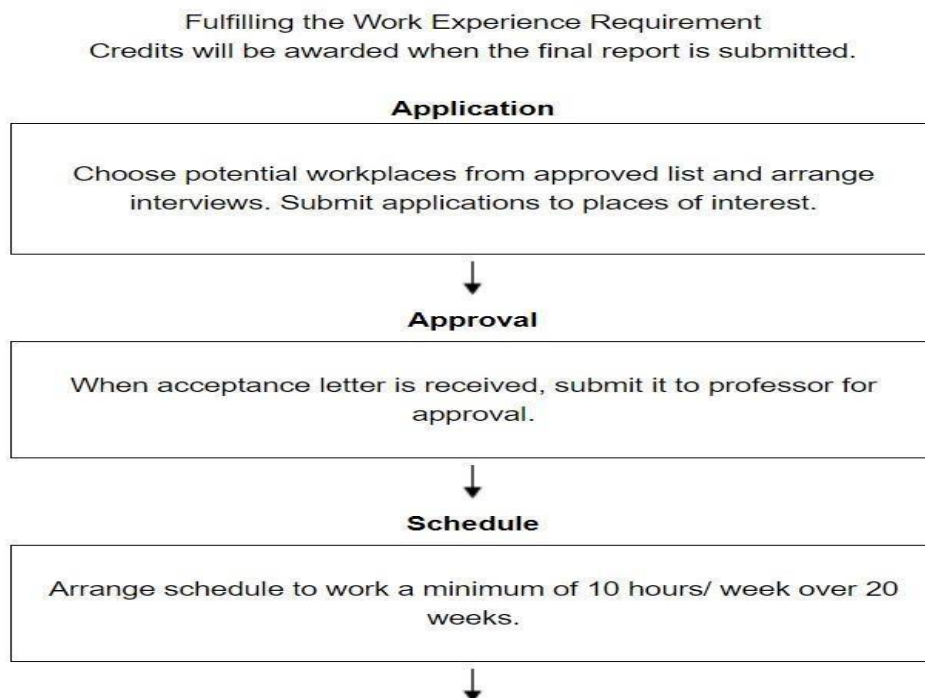 Fulfilling the Work Experience Requirement
Credits will be awarded when the final report is submitted.
Application
Choose potential workplaces from approved list and arrange
interviews. Submit applications to places of interest.
Approval
When acceptance letter is received, submit it to professor for
approval.
Schedule
Arrange schedule to work a minimum of 10 hours/ week over 20
weeks.